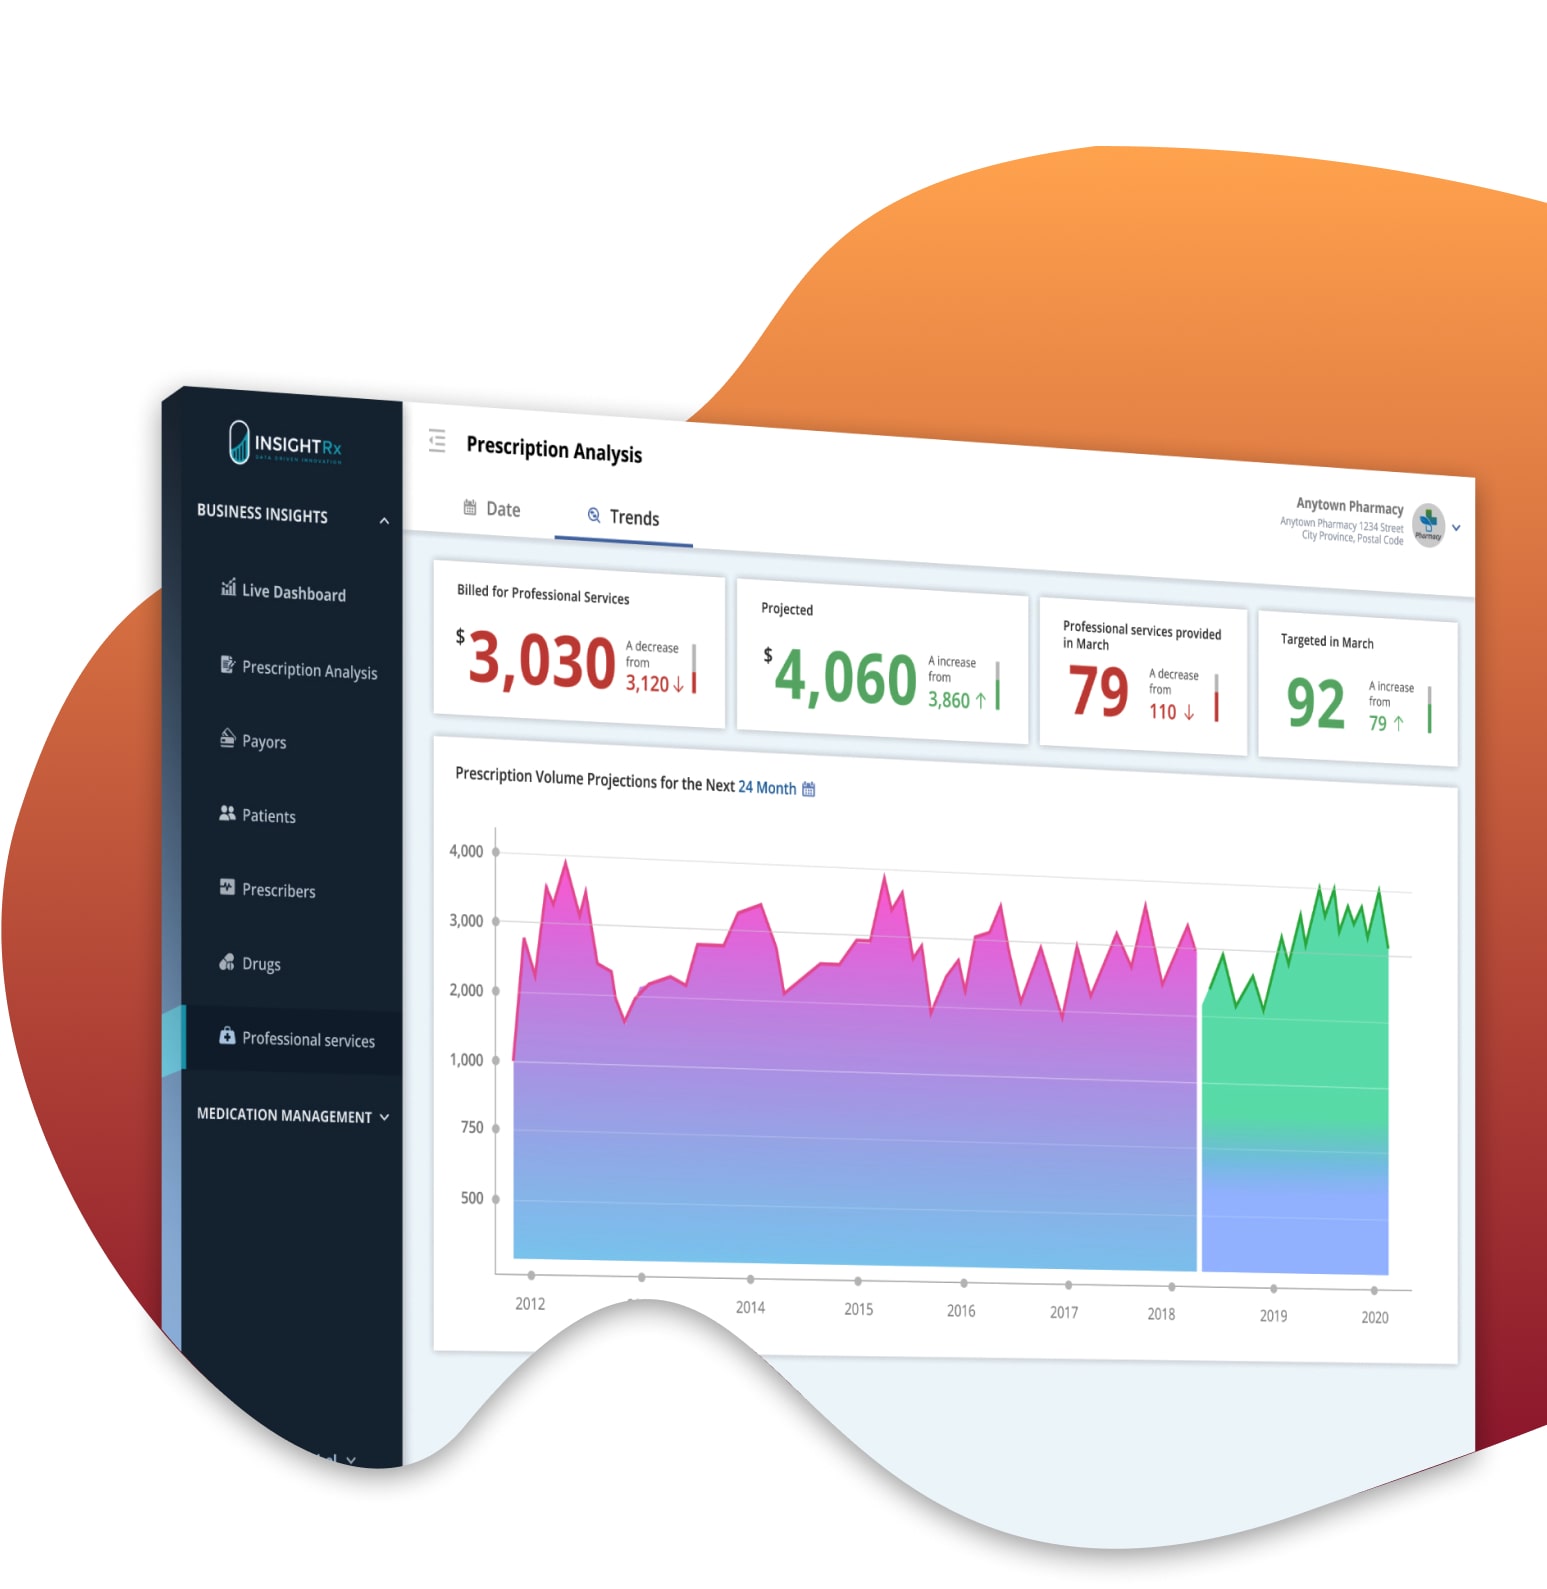 INSIGHTRx
DATA DRIVEN INNOVATION
BUSINESS INSIGHTS
Live Dashboard
Prescription Analysis
Payors
Patients
Prescribers
Drugs
Professional services
MEDICATION MANAGEMENT
Prescription Analysis
Date
Trends
Anytown Pharmacy
Anytown Pharmacy 1234 Street
City Province, Postal Code
Pharmacy
Billed for Professional Services
$3,030
A decrease
from
3,120 ↓
Projected
$4,060
A increase
from
3,860 ↑
Professional services provided
in March
79
A decrease
from
110 ↓
Targeted in March
92
A increase
from
79 ↑
Prescription Volume Projections for the Next 24 Month
4,000
3,000
2,000
1,000
750
500
2012
2014
2015
2016
2017
2018
2019
2020